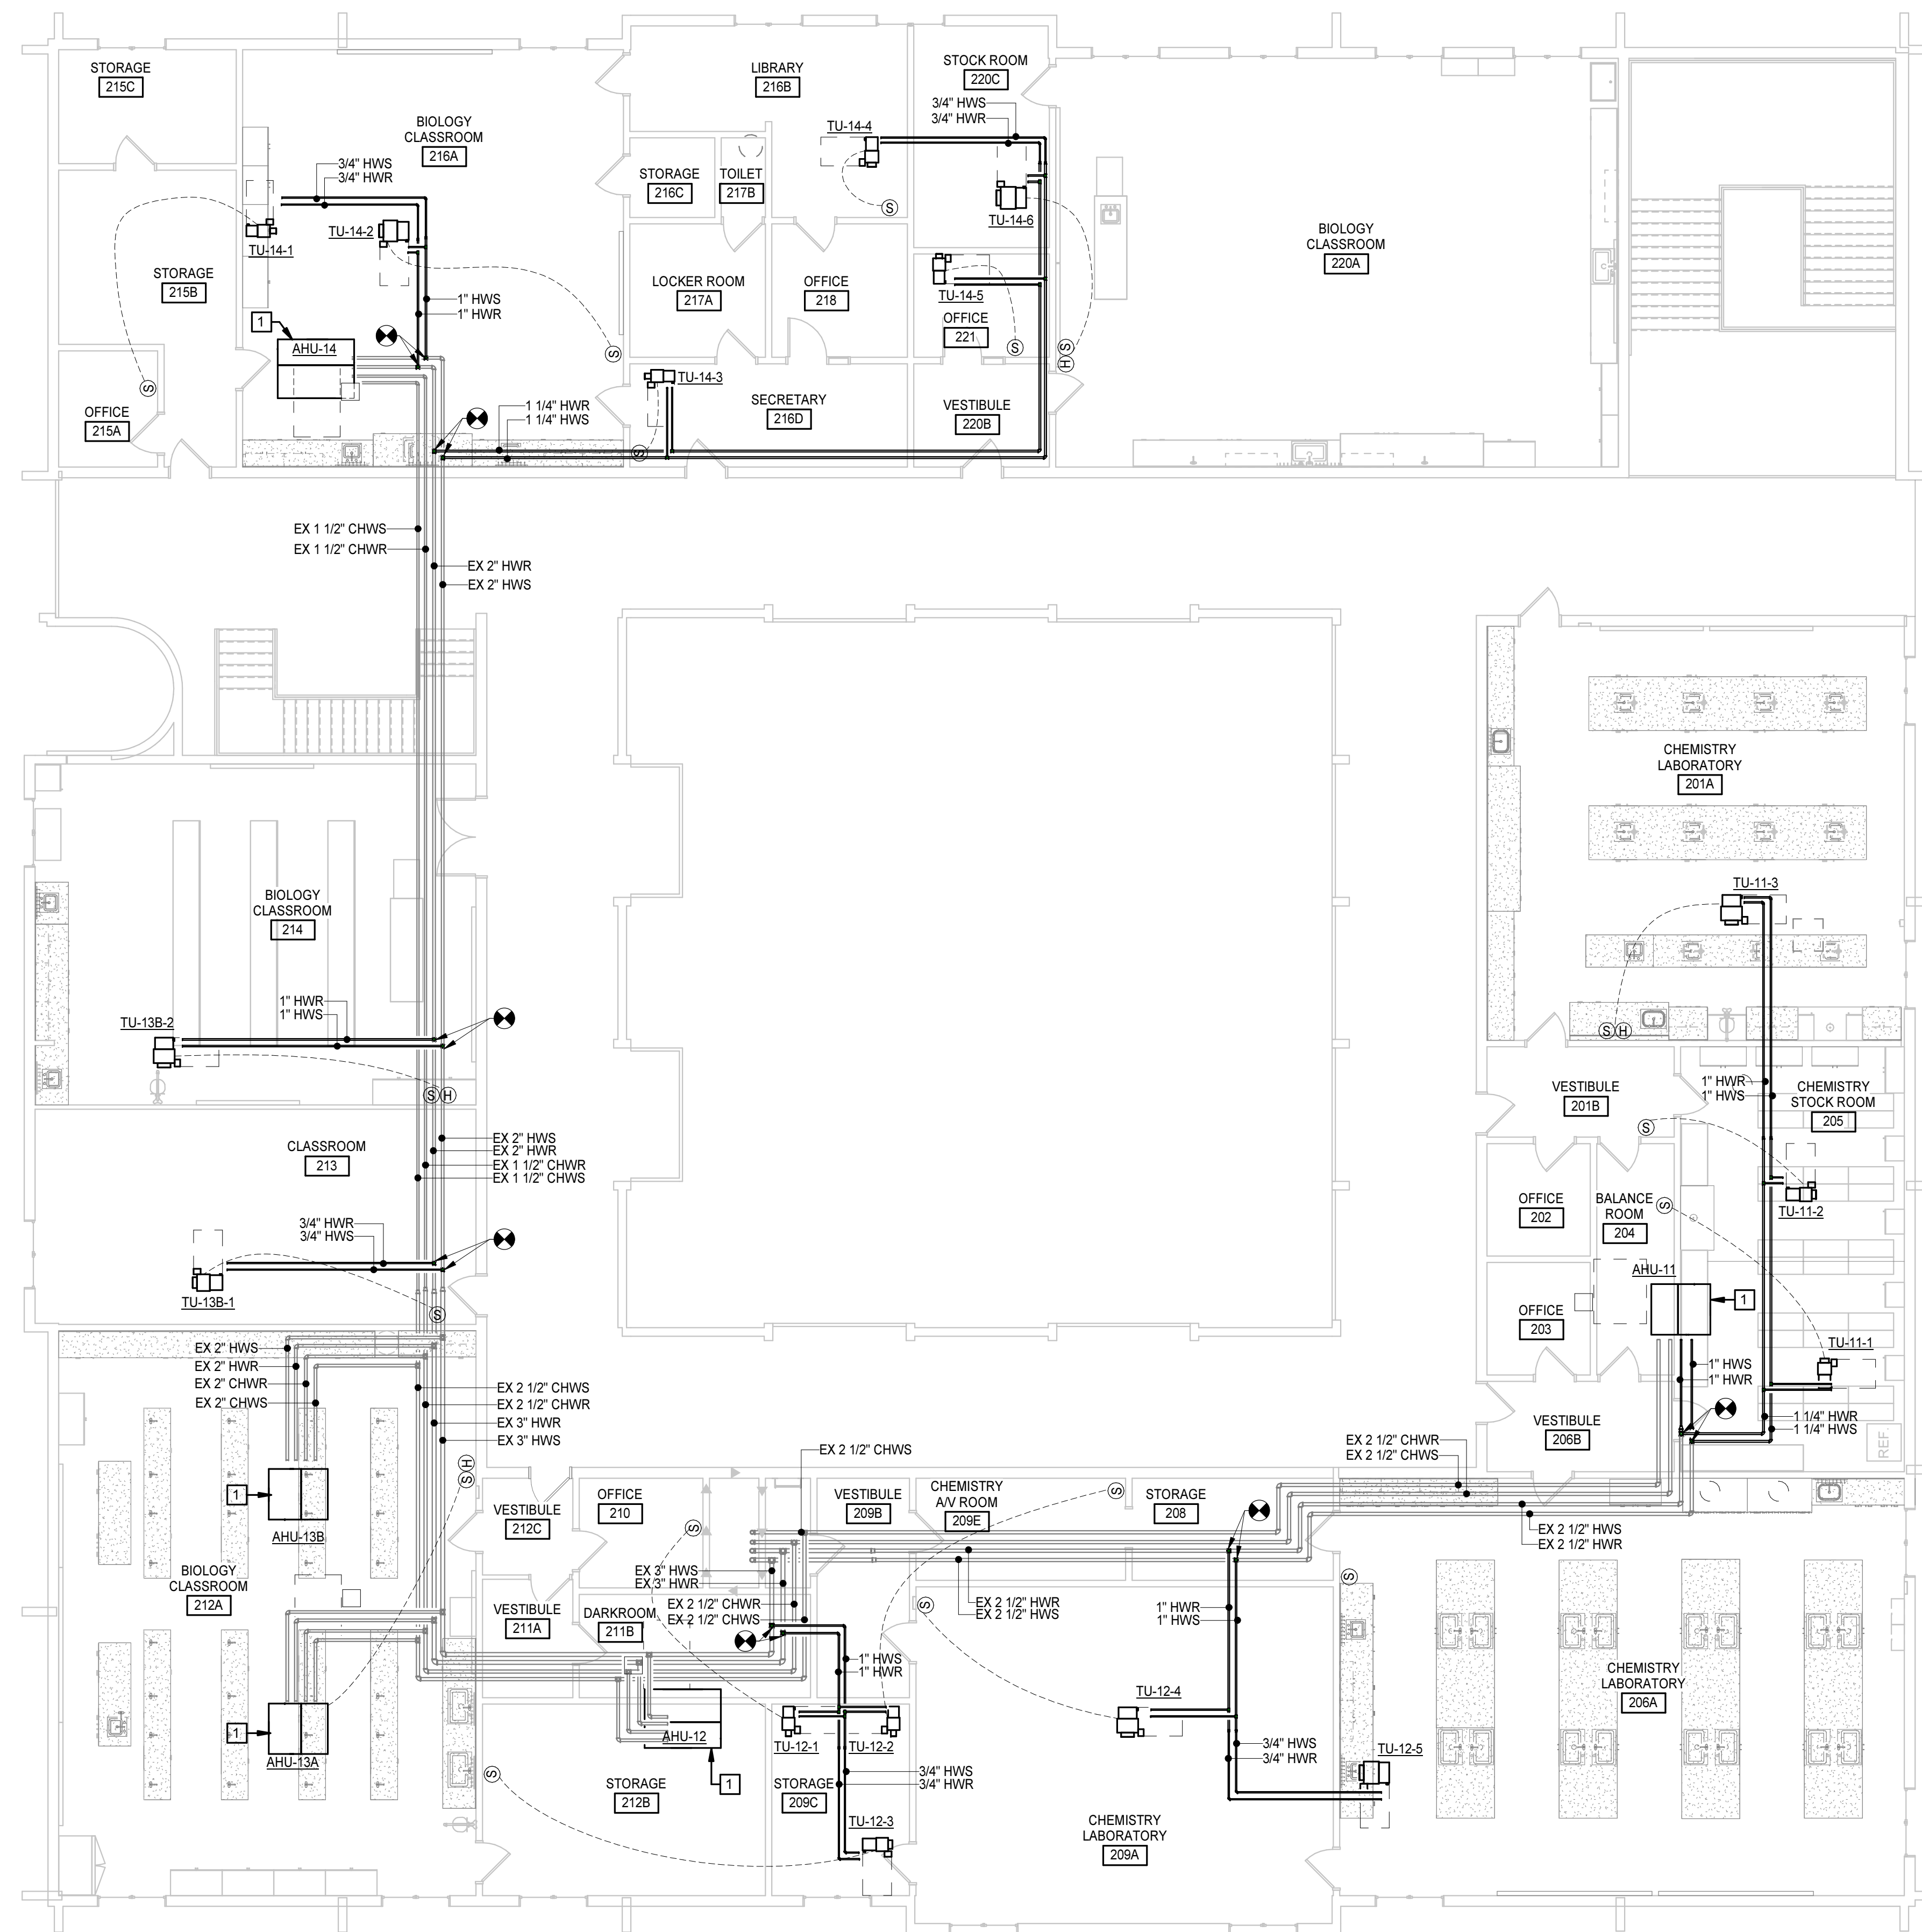 STORAGE
215C
BIOLOGY
CLASSROOM
216A
LIBRARY
216B
STOCK ROOM
220C
3/4" HWS
3/4" HWR
TU-14-4
3/4" HWS
3/4" HWR
STORAGE
216C
TOILET
217B
TU-14-6
TU-14-1
TU-14-2
BIOLOGY
CLASSROOM
220A
STORAGE
215B
LOCKER ROOM
217A
OFFICE
218
TU-14-5
OFFICE
221
S
1" HWS
1" HWR
1
AHU-14
S
S
S
S
H
S
TU-14-3
OFFICE
215A
SECRETARY
216D
VESTIBULE
220B
1 1/4" HWR
1 1/4" HWS
S
EX 1 1/2" CHWS
EX 1 1/2" CHWR
EX 2" HWR
EX 2" HWS
CHEMISTRY
LABORATORY
201A
BIOLOGY
CLASSROOM
214
TU-11-3
1" HWR
1" HWS
TU-13B-2
S H
S H
1" HWR
1" HWS
CHEMISTRY
STOCK ROOM
205
VESTIBULE
201B
S
CLASSROOM
213
EX 2" HWS
EX 2" HWR
EX 1 1/2" CHWR
EX 1 1/2" CHWS
OFFICE
202
BALANCE
ROOM
204
S
TU-11-2
3/4" HWR
3/4" HWS
TU-13B-1
S
AHU-11
1
OFFICE
203
TU-11-1
EX 2" HWS
EX 2" HWR
EX 2" CHWR
EX 2" CHWS
1" HWS
1" HWR
EX 2 1/2" CHWS
EX 2 1/2" CHWR
EX 3" HWR
EX 3" HWS
1 1/4" HWR
1 1/4" HWS
VESTIBULE
206B
REF.
EX 2 1/2" CHWS
EX 2 1/2" CHWR
EX 2 1/2" CHWS
H
S
1
AHU-13B
VESTIBULE
212C
OFFICE
210
VESTIBULE
209B
CHEMISTRY
A/V ROOM
209E
S
STORAGE
208
S
EX 2 1/2" HWS
EX 2 1/2" HWR
BIOLOGY
CLASSROOM
212A
EX 3" HWS
EX 3" HWR
EX 2 1/2" CHWR
EX 2 1/2" CHWS
VESTIBULE
211A
DARKROOM
211B
S
EX 2 1/2" HWR
EX 2 1/2" HWS
1" HWR
1" HWS
S
1" HWS
1" HWR
CHEMISTRY
LABORATORY
206A
1
AHU-13A
AHU-12
TU-12-1
TU-12-2
TU-12-4
3/4" HWS
3/4" HWR
TU-12-5
S
STORAGE
212B
1
STORAGE
209C
3/4" HWS
3/4" HWR
TU-12-3
CHEMISTRY
LABORATORY
209A